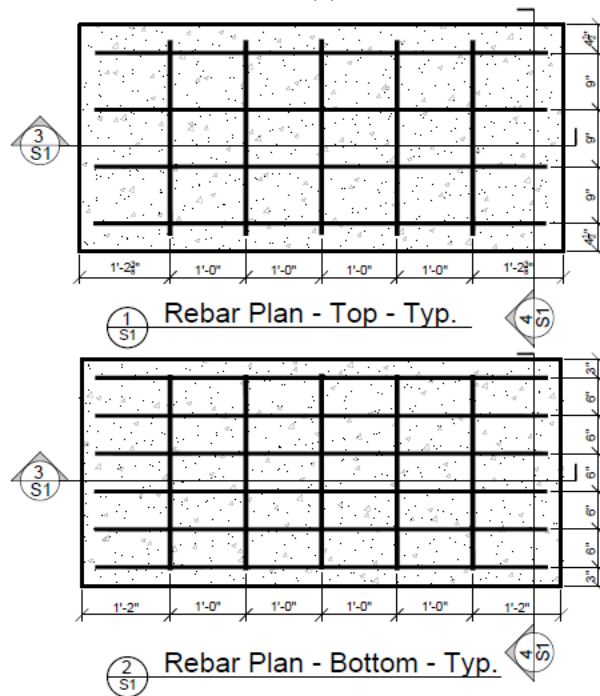 4½"
9"
3
S1
9"
9"
4½"
1'-2⅜" 1'-0" 1'-0" 1'-0" 1'-0" 1'-2⅜"
1
S1
Rebar Plan - Top - Typ.
4
S1
3"
6"
6"
3
S1
6"
6"
6"
3"
1'-2" 1'-0" 1'-0" 1'-0" 1'-0" 1'-2"
2
S1
Rebar Plan - Bottom - Typ.
4
S1